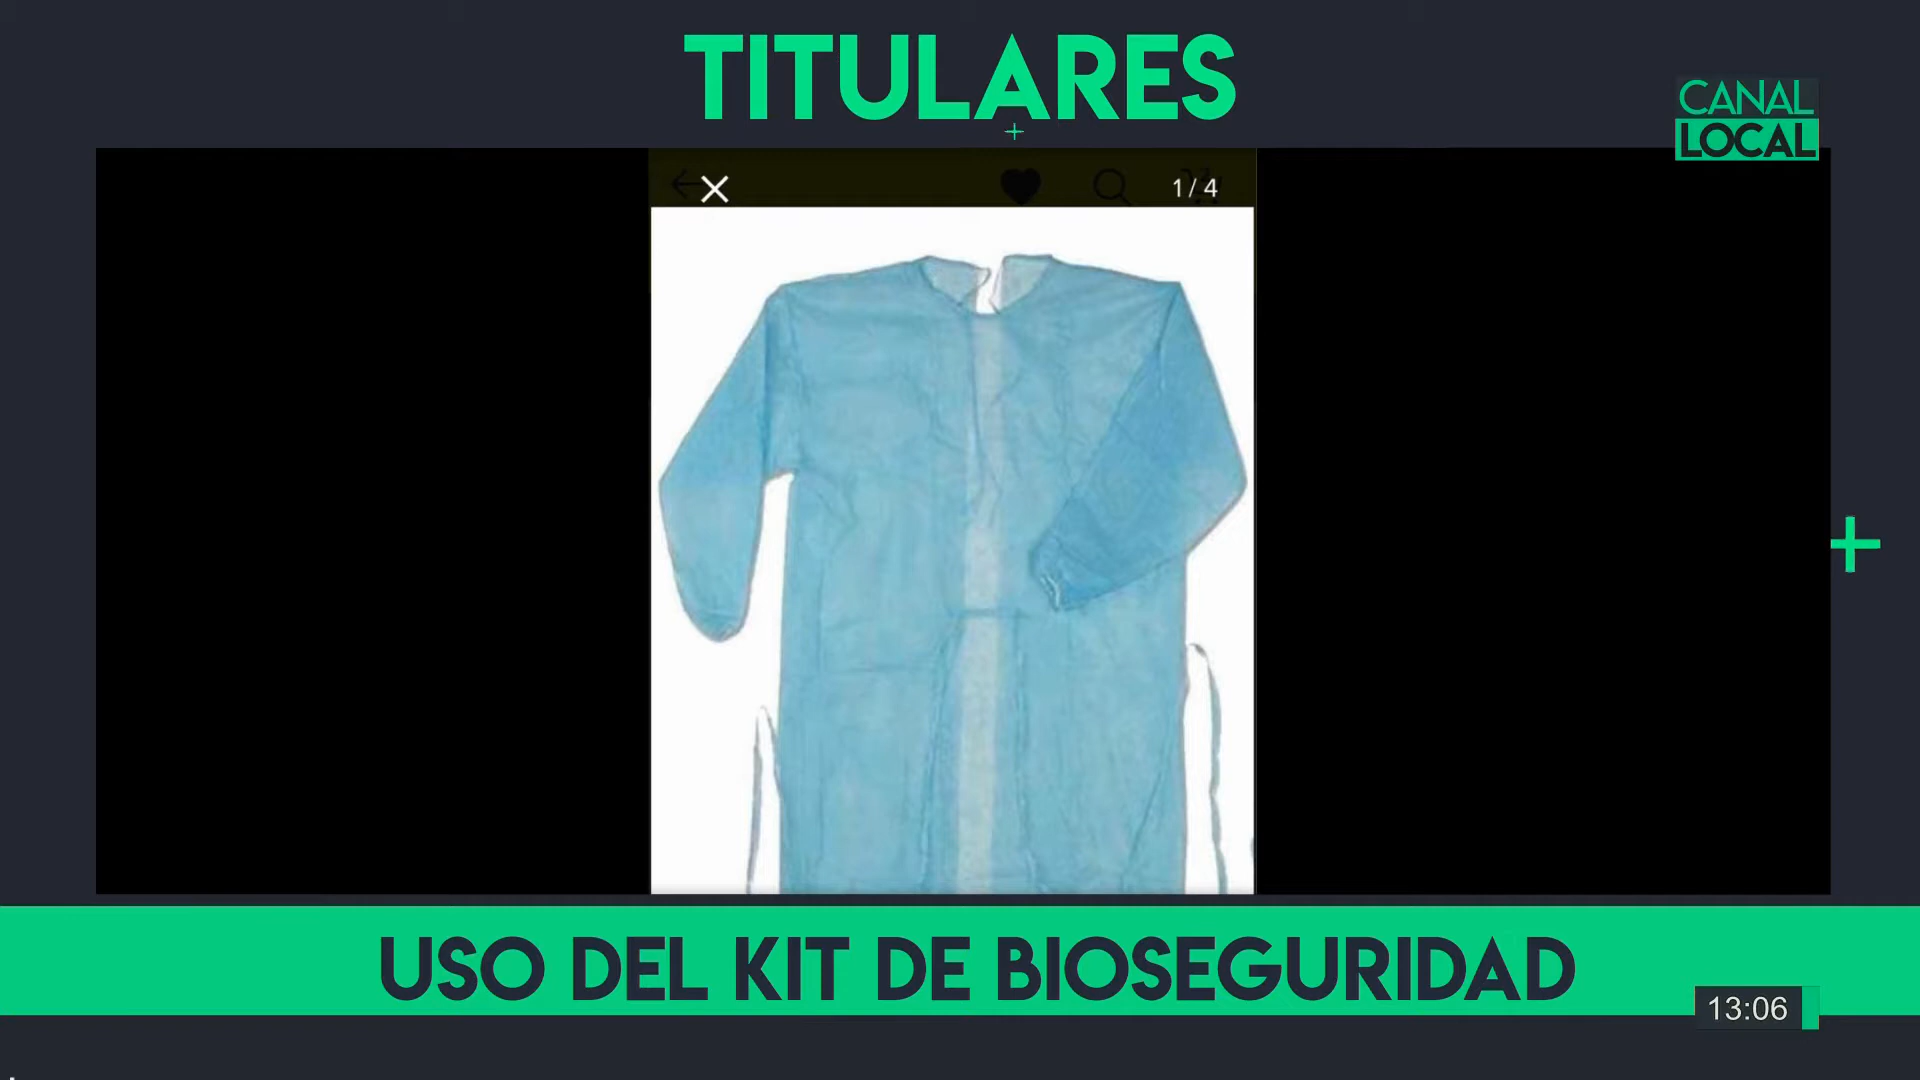 TITULARES
CANAL
LOCAL
1/4
USO DEL KIT DE BIOSEGURIDAD
13:06